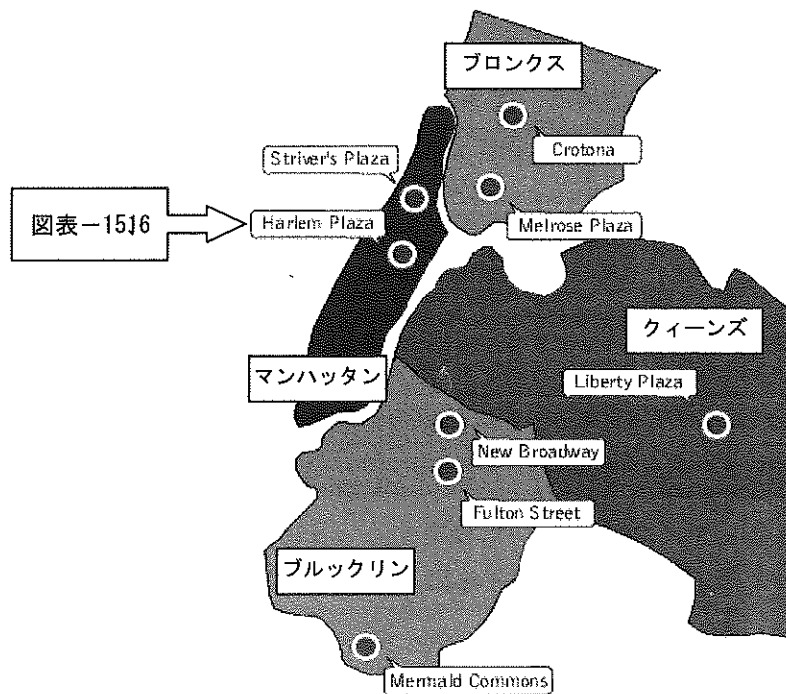 ブロンクス
Crotona
Striver's Plaza
図表－1516
Harlem Plaza
Melrose Plaza
クィーンズ
マンハッタン
Liberty Plaza
New Broadway
Fulton Street
ブルックリン
Mermaid Commons